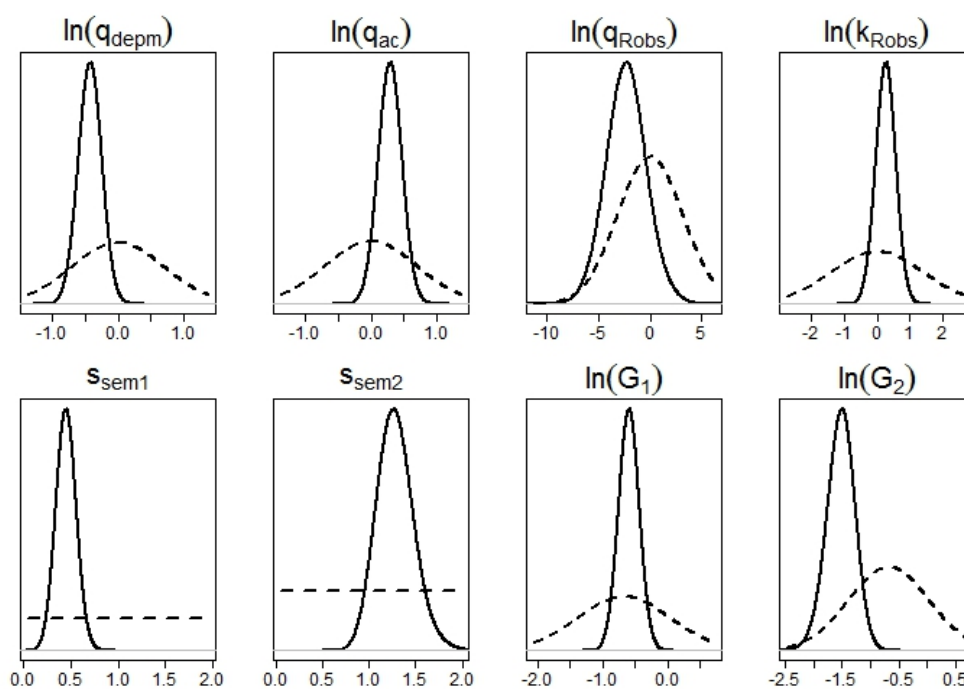 ln(q_depm) ln(q_ac) ln(q_Robs) ln(k_Robs)
-1.0 0.0 1.0 -1.0 0.0 1.0 -10 -5 0 5 -2 -1 0 1 2
s_sem1 s_sem2 ln(G_1) ln(G_2)
0.0 0.5 1.0 1.5 2.0 0.0 0.5 1.0 1.5 2.0 -2.0 -1.0 0.0 -2.5 -1.5 -0.5 0.5